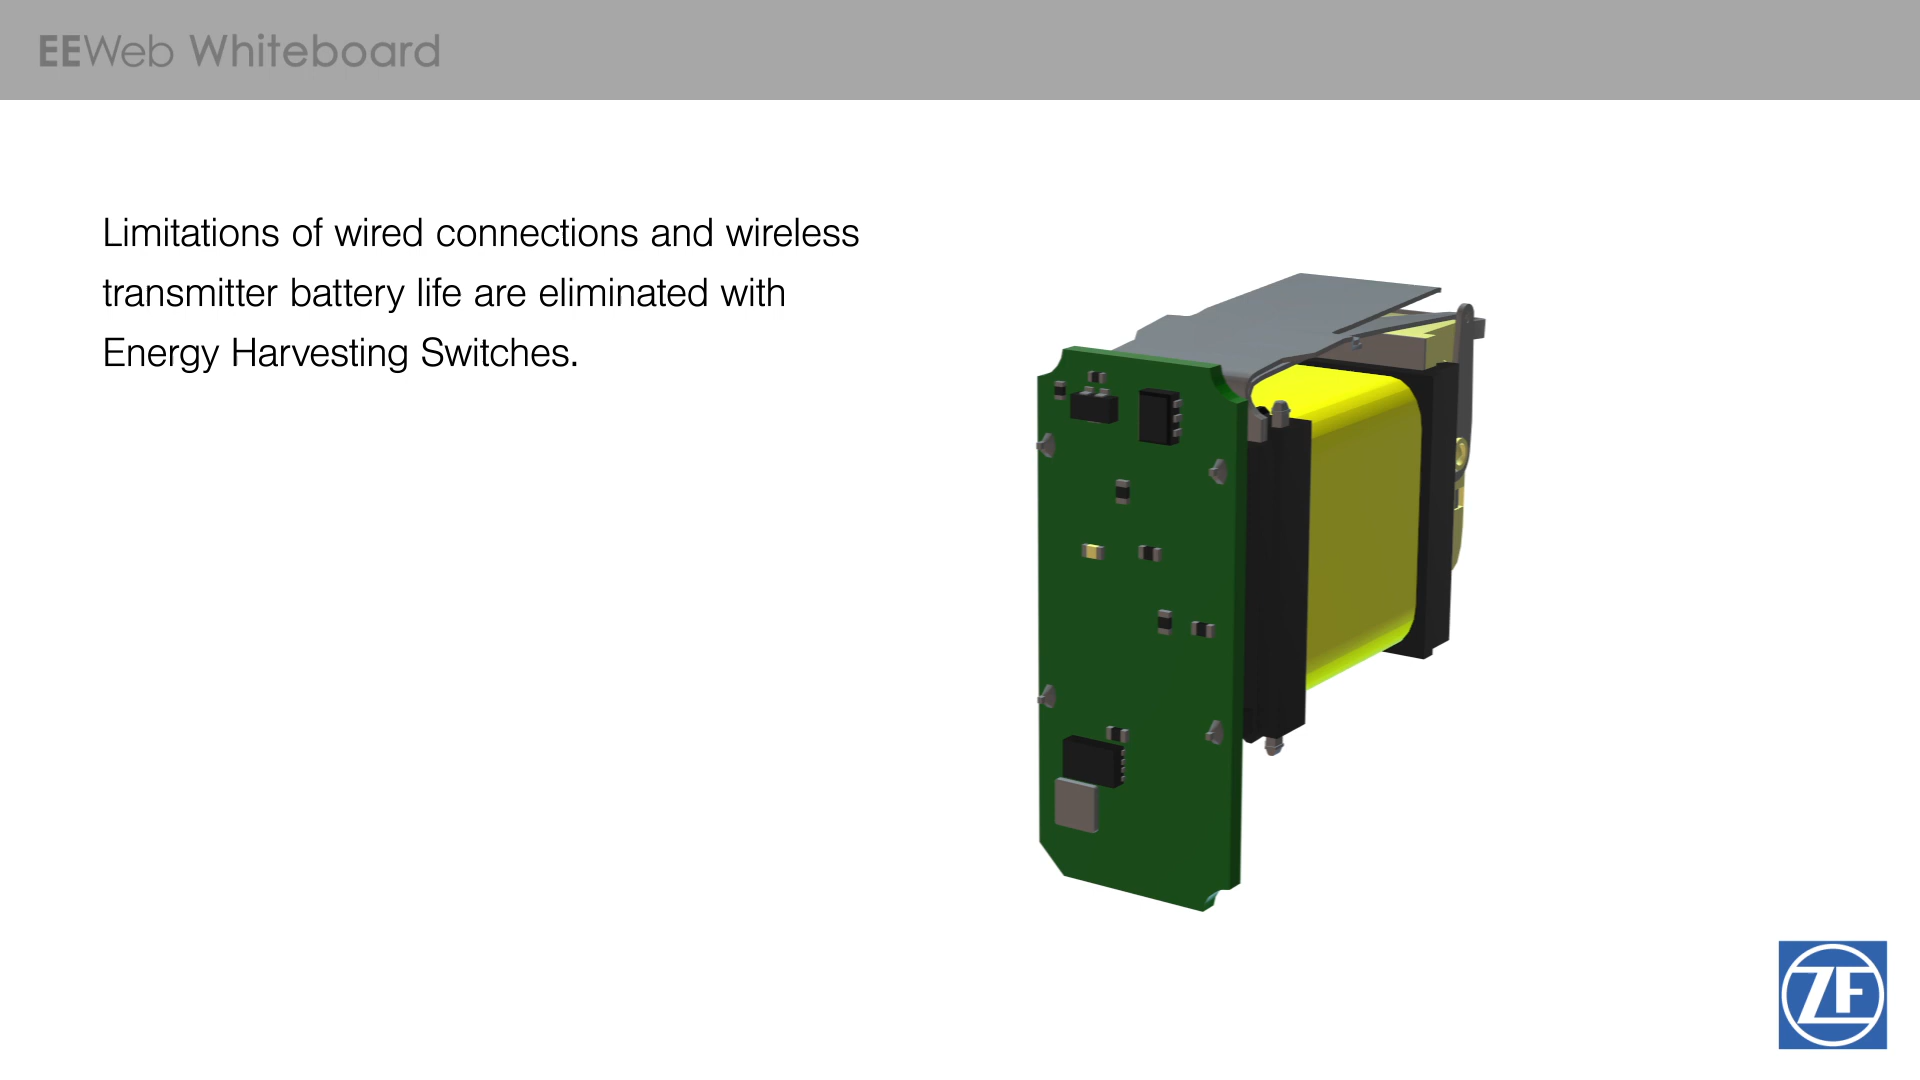 EEWeb Whiteboard
Limitations of wired connections and wireless
transmitter battery life are eliminated with
Energy Harvesting Switches.
ZF